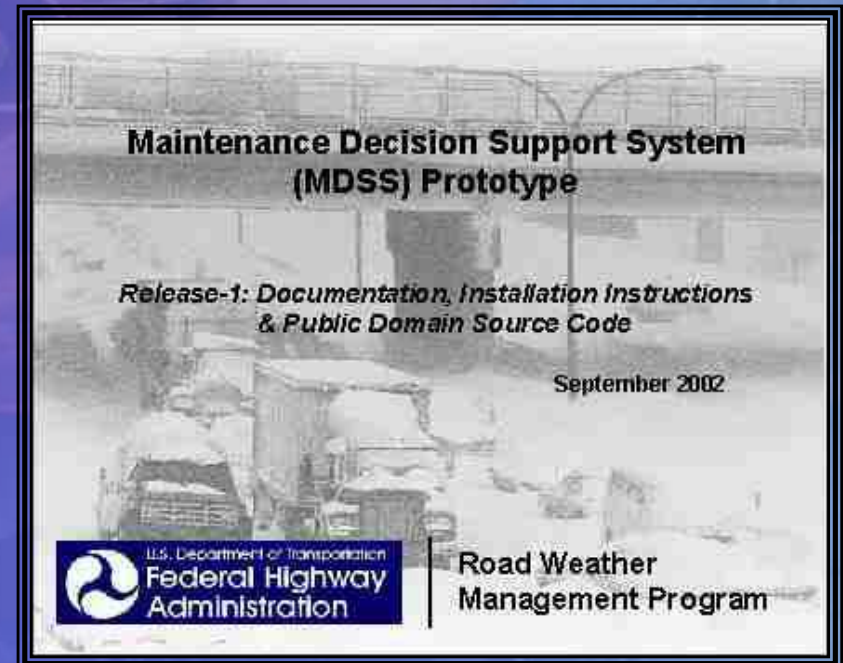 Maintenance Decision Support System
(MDSS) Prototype
Release-1: Documentation, Installation Instructions
& Public Domain Source Code
September 2002
U.S. Department of Transportation
Federal Highway
Administration
Road Weather
Management Program